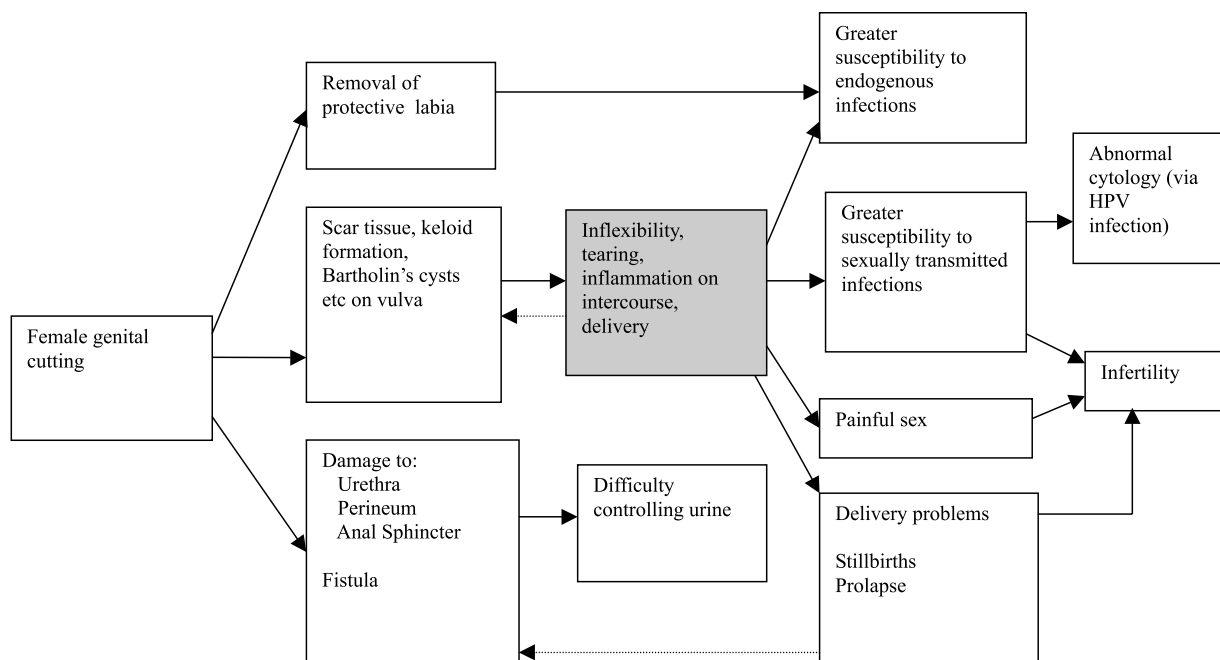 Female genital
cutting
Removal of
protective labia
Scar tissue, keloid
formation,
Bartholin's cysts
etc on vulva
Damage to:
Urethra
Perineum
Anal Sphincter
Fistula
Inflexibility,
tearing,
inflammation on
intercourse,
delivery
Difficulty
controlling urine
Greater
susceptibility to
endogenous
infections
Greater
susceptibility to
sexually transmitted
infections
Painful sex
Delivery problems
Stillbirths
Prolapse
Abnormal
cytology (via
HPV
infection)
Infertility